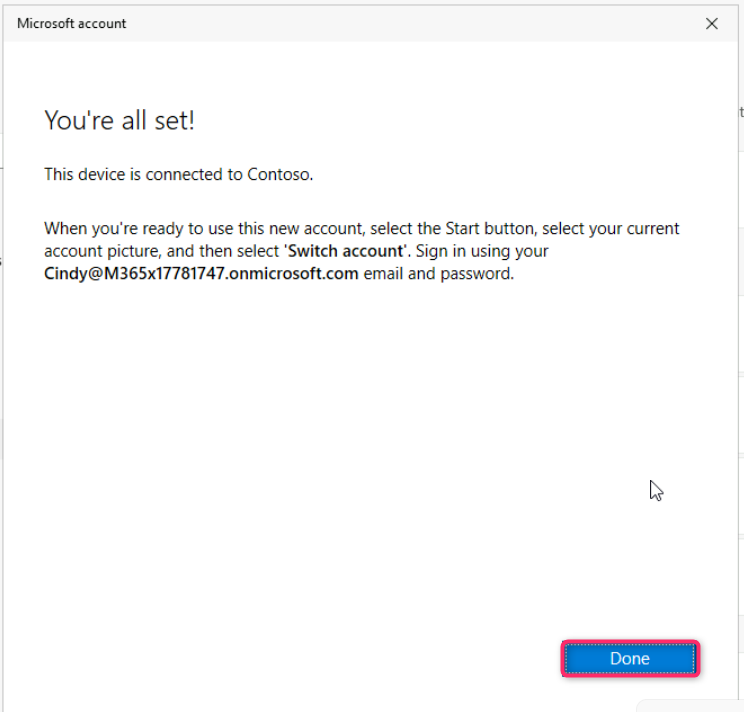 Microsoft account
You're all set!
This device is connected to Contoso.
When you're ready to use this new account, select the Start button, select your current
account picture, and then select 'Switch account'. Sign in using your
Cindy@M365x17781747.onmicrosoft.com email and password.
Done